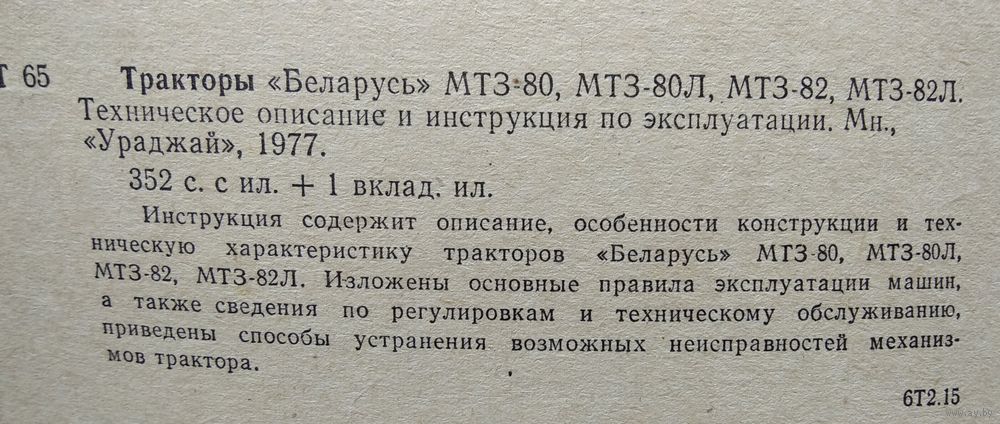 Т 65 Тракторы «Беларусь» МТЗ-80, МТЗ-80Л, МТЗ-82, МТЗ-82Л.
Техническое описание и инструкция по эксплуатации. Мн.,
«Ураджай», 1977.
352 с. с ил. + 1 вклад. ил.
Инструкция содержит описание, особенности конструкции и тех-
ническую характеристику тракторов «Беларусь» МТЗ-80, МТЗ-80Л,
МТЗ-82, МТЗ-82Л. Изложены основные правила эксплуатации машин,
а также сведения по регулировкам и техническому обслуживанию,
приведены способы устранения возможных неисправностей механиз-
мов трактора.
6Т2.15
www.ay.by